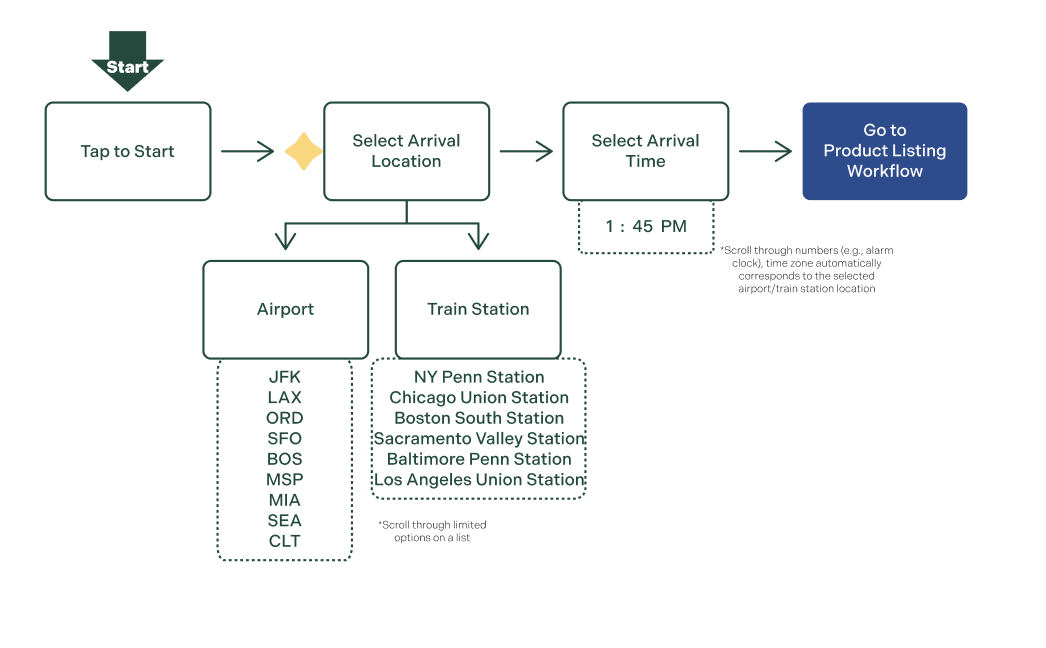 Start
Tap to Start
Select Arrival
Location
Select Arrival
Time
Go to
Product Listing
Workflow
1 : 45 PM
*Scroll through numbers (e.g., alarm
clock), time zone automatically
corresponds to the selected
airport/train station location
Airport
JFK
LAX
ORD
SFO
BOS
MSP
MIA
SEA
CLT
Train Station
NY Penn Station
Chicago Union Station
Boston South Station
Sacramento Valley Station
Baltimore Penn Station
Los Angeles Union Station
*Scroll through limited
options on a list